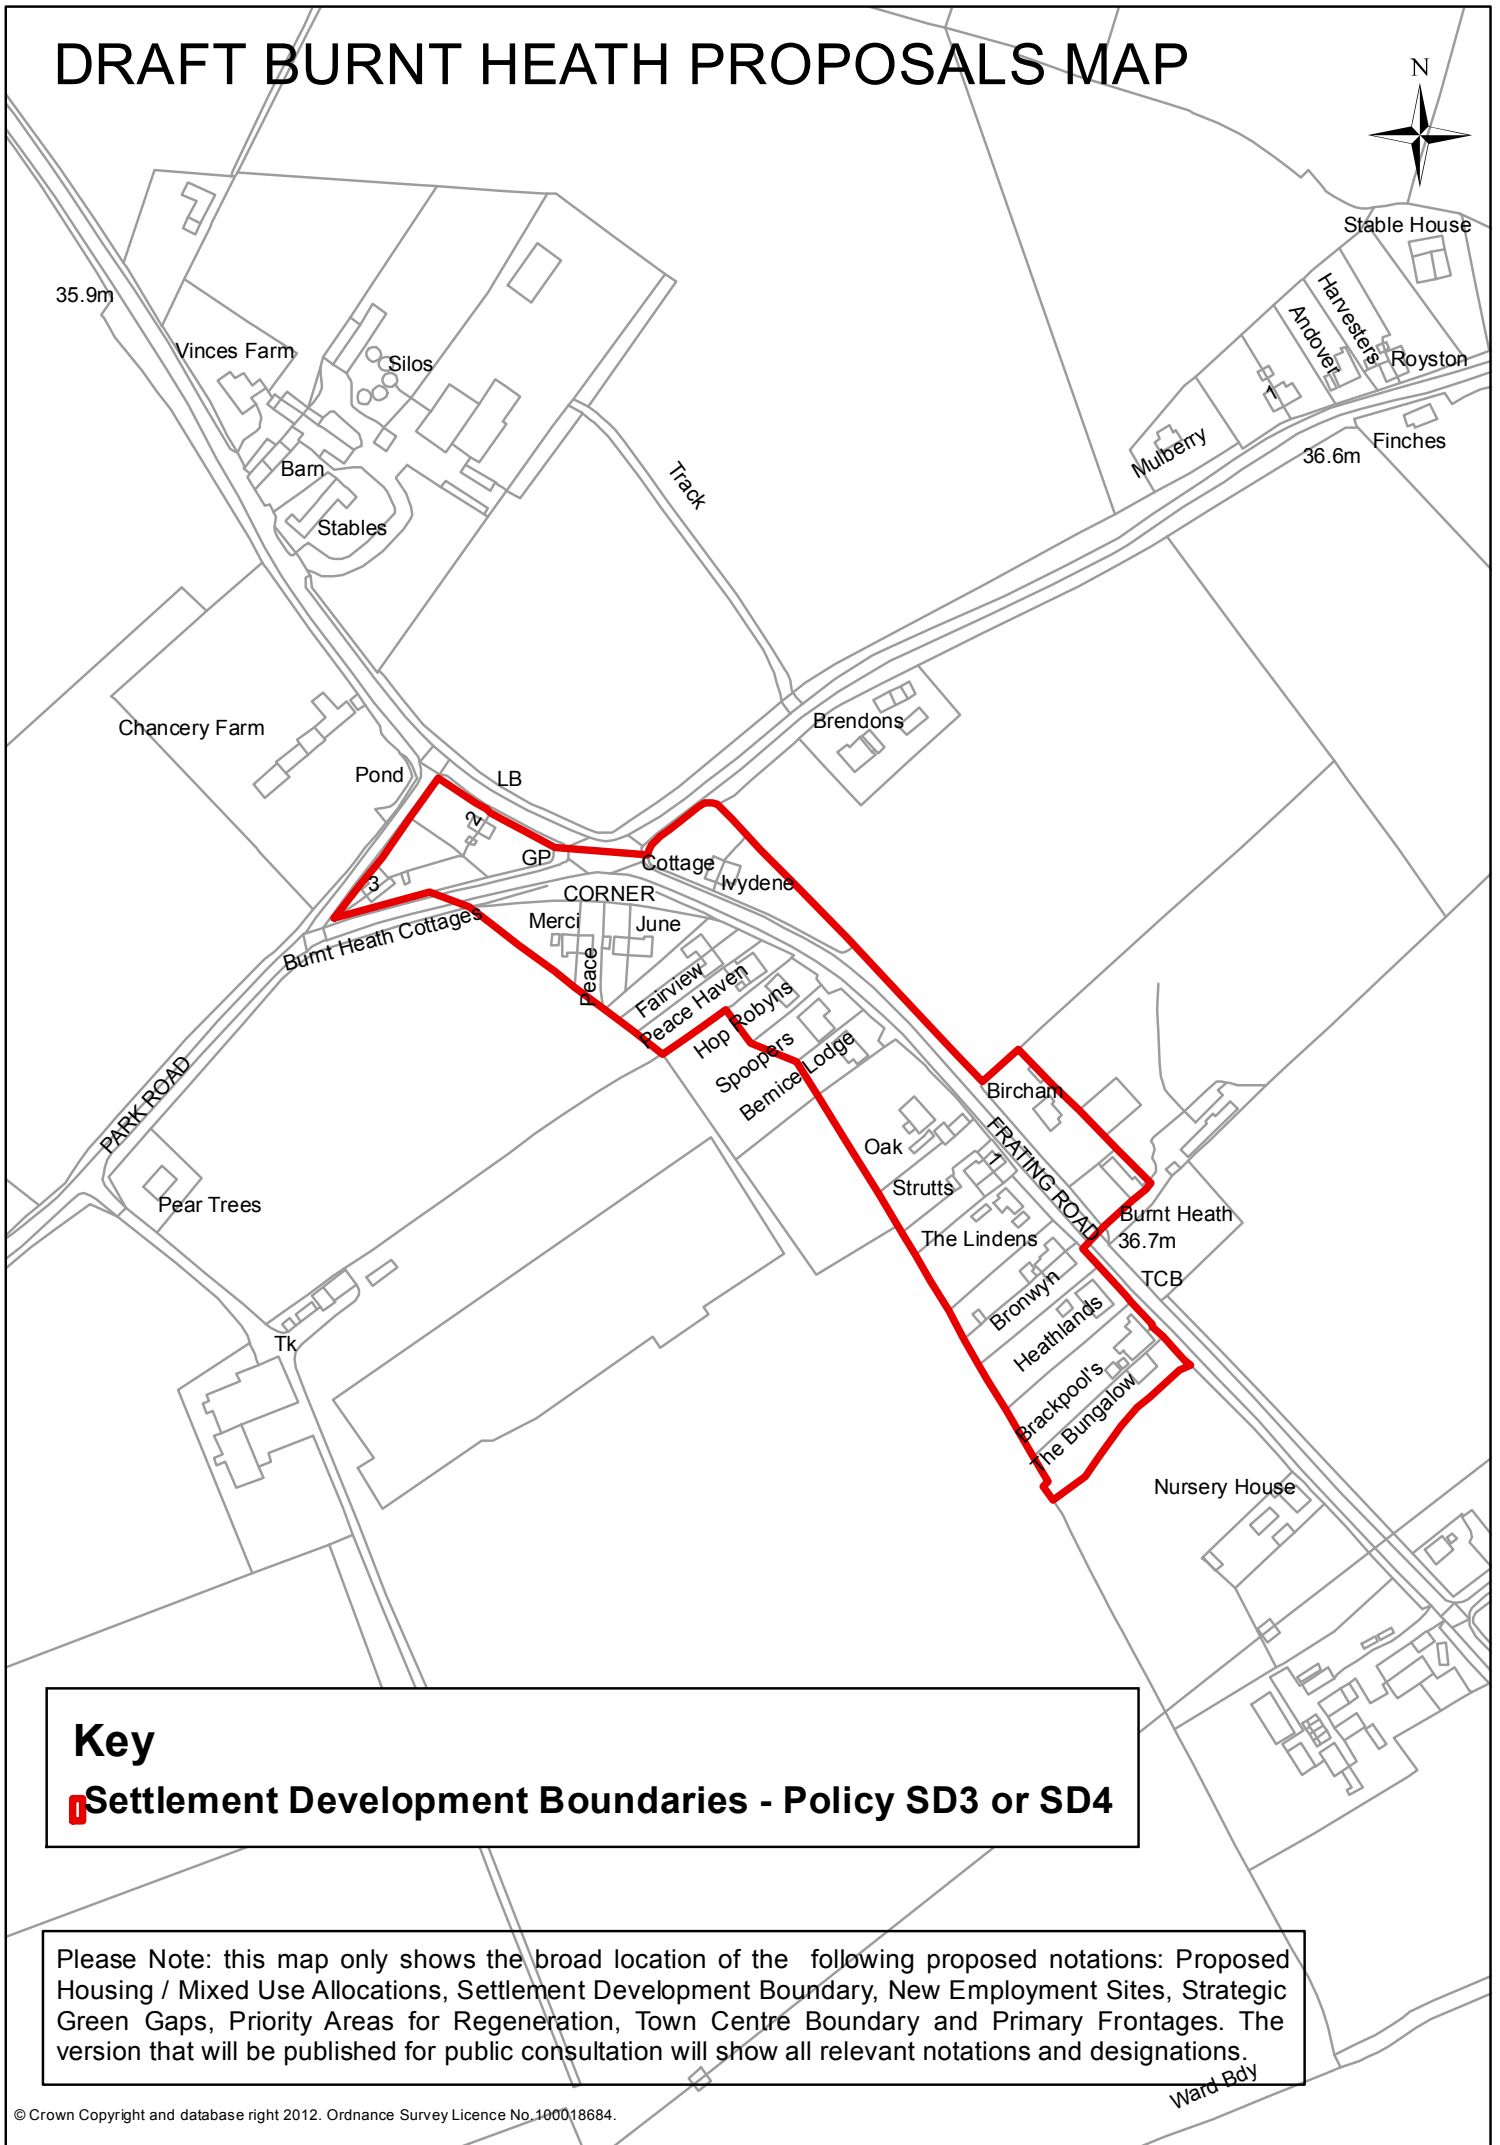 DRAFT BURNT HEATH PROPOSALS MAP
N
Stable House
35.9m
Harvesters
Andover
Vinces Farm
Silos
Royston
1
Finches
Mulberry
36.6m
Barn
Track
Stables
Brendons
Chancery Farm
Pond
LB
2
GP
Cottage
3
Ivydene
CORNER
Merci
June
Burnt Heath Cottages
Peace
Fairview
Peace Haven
Hop Robyns
Spoopers
Bernice Lodge
Bircham
PARK ROAD
FRATING ROAD
Oak
1
Strutts
Pear Trees
Burnt Heath
The Lindens
36.7m
TCB
Bronwyn
Heathlands
Tk
Brackpool's
The Bungalow
Nursery House
Key
Settlement Development Boundaries - Policy SD3 or SD4
Please Note: this map only shows the broad location of the following proposed notations: Proposed
Housing / Mixed Use Allocations, Settlement Development Boundary, New Employment Sites, Strategic
Green Gaps, Priority Areas for Regeneration, Town Centre Boundary and Primary Frontages. The
version that will be published for public consultation will show all relevant notations and designations.
Ward Bdy
© Crown Copyright and database right 2012. Ordnance Survey Licence No.100018684.